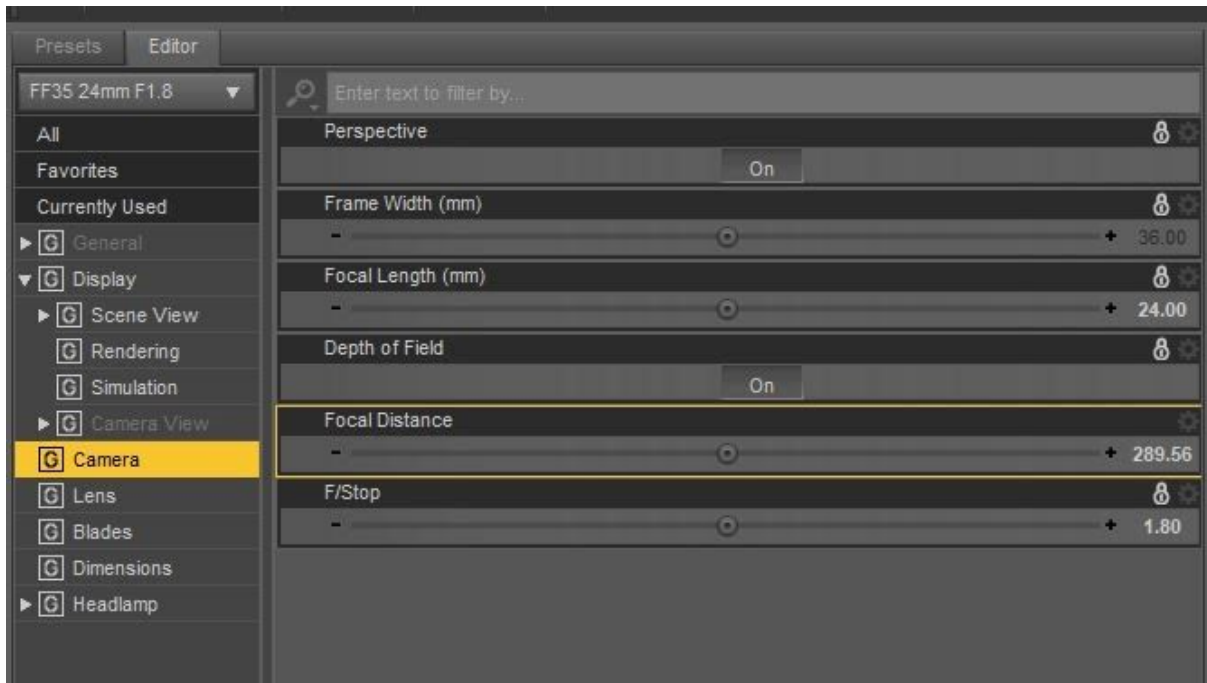 Presets Editor
FF35 24mm F1.8
Enter text to filter by...
All
Favorites
Currently Used
G General
G Display
G Scene View
G Rendering
G Simulation
G Camera View
G Camera
G Lens
G Blades
G Dimensions
G Headlamp
Perspective
On
Frame Width (mm)
- + 36.00
Focal Length (mm)
- + 24.00
Depth of Field
On
Focal Distance
- + 289.56
F/Stop
- + 1.80